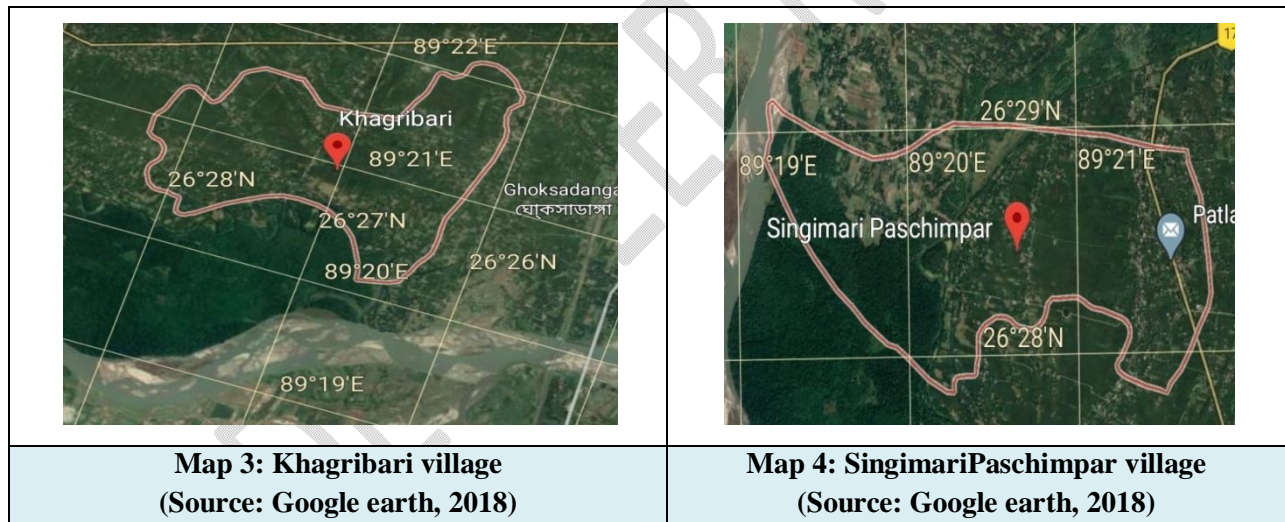 89°22'E
Khagribari
89°21'E
26°28'N
Ghoksadanga
ঘোকসাডাঙ্গা
26°27'N
89°20'E
26°26'N
89°19'E
26°29'N
89°19'E
89°20'E
89°21'E
Singimari Paschimpar
Patla
26°28'N
17
Map 3: Khagribari village
(Source: Google earth, 2018)
Map 4: SingimariPaschimpar village
(Source: Google earth, 2018)